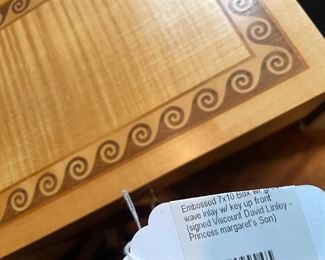 Embossed 7x10 Box w/
wave inlay w/ key up front
(signed Viscount David Linley -
Princess margaret's Son)